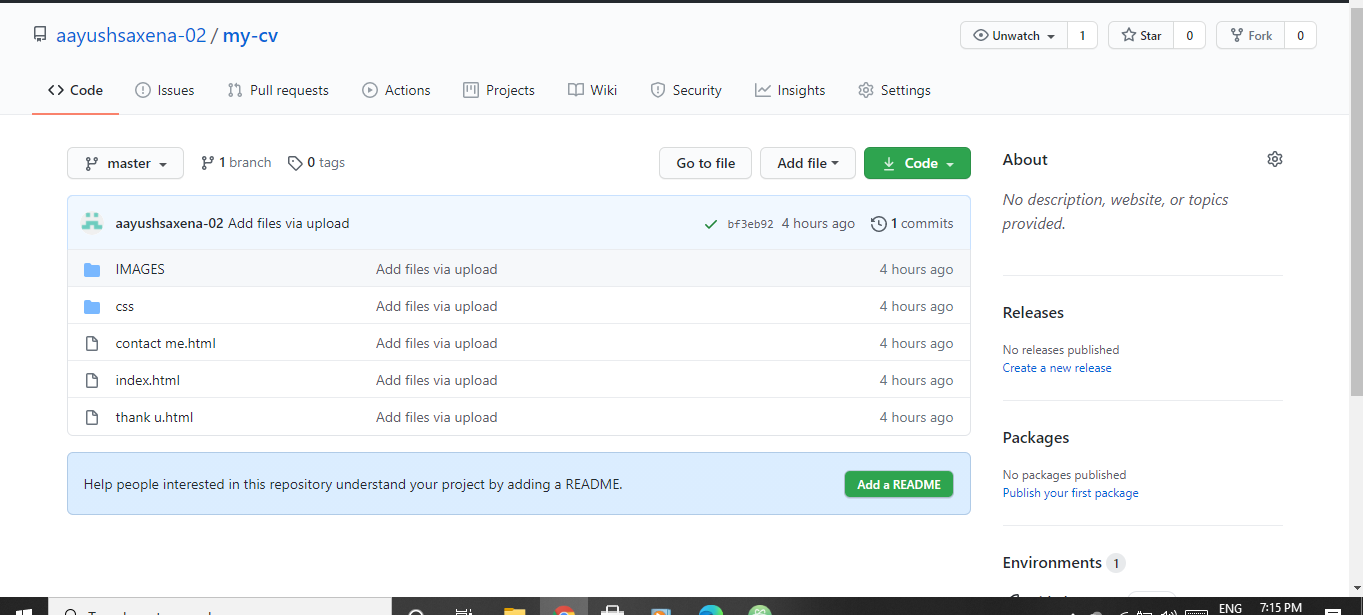 aayushsaxena-02 / my-cv
Unwatch 1
Star 0
Fork 0
Code
Issues
Pull requests
Actions
Projects
Wiki
Security
Insights
Settings
master
1 branch
0 tags
Go to file
Add file
Code
aayushsaxena-02 Add files via upload
bf3eb92 4 hours ago
1 commits
IMAGES Add files via upload 4 hours ago
css Add files via upload 4 hours ago
contact me.html Add files via upload 4 hours ago
index.html Add files via upload 4 hours ago
thank u.html Add files via upload 4 hours ago
Help people interested in this repository understand your project by adding a README.
Add a README
About
No description, website, or topics
provided.
Releases
No releases published
Create a new release
Packages
No packages published
Publish your first package
Environments 1
ENG
7:15 PM